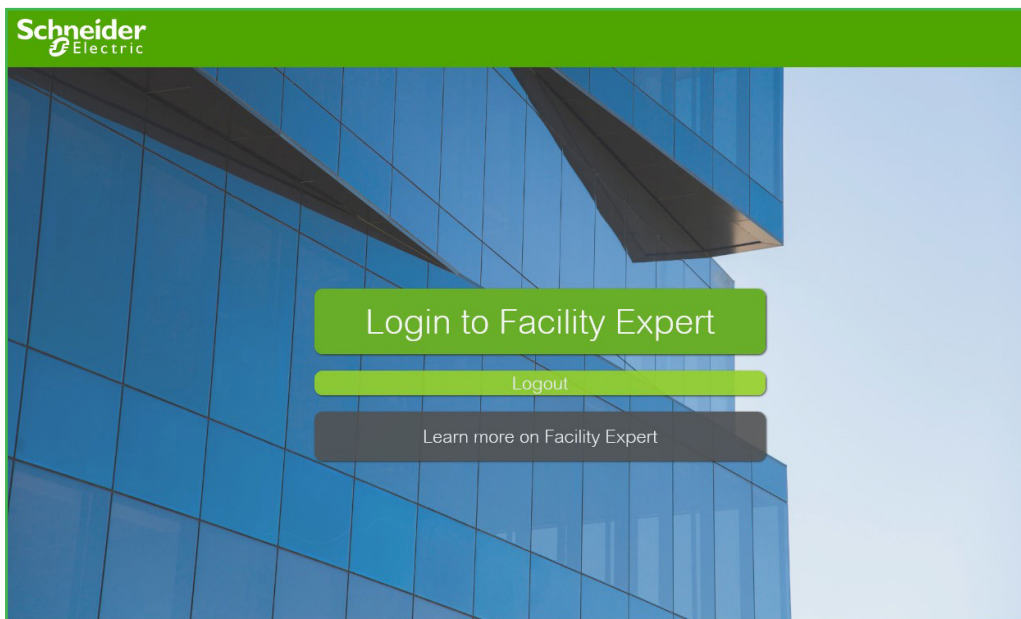 Schneider
Electric
Login to Facility Expert
Logout
Learn more on Facility Expert